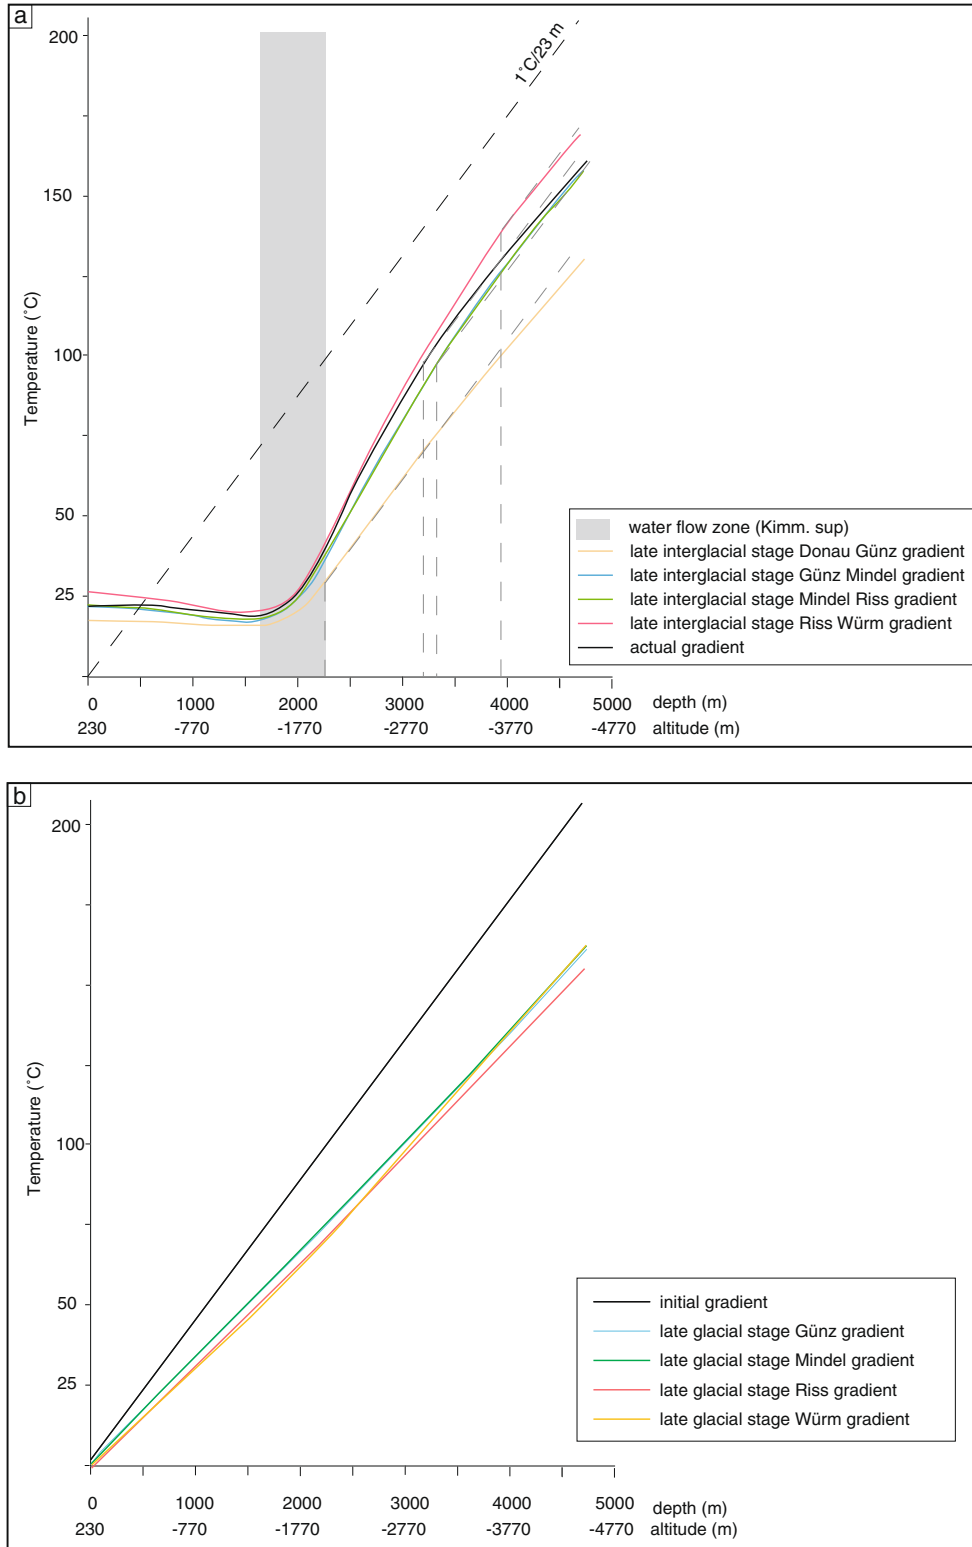 a
200
150
100
50
25
Temperature (˚C)
1˚C/23 m
water flow zone (Kimm. sup)
late interglacial stage Donau Günz gradient
late interglacial stage Günz Mindel gradient
late interglacial stage Mindel Riss gradient
late interglacial stage Riss Würm gradient
actual gradient
0 1000 2000 3000 4000 5000 depth (m)
230 -770 -1770 -2770 -3770 -4770 altitude (m)
b
200
100
50
25
Temperature (˚C)
initial gradient
late glacial stage Günz gradient
late glacial stage Mindel gradient
late glacial stage Riss gradient
late glacial stage Würm gradient
0 1000 2000 3000 4000 5000 depth (m)
230 -770 -1770 -2770 -3770 -4770 altitude (m)